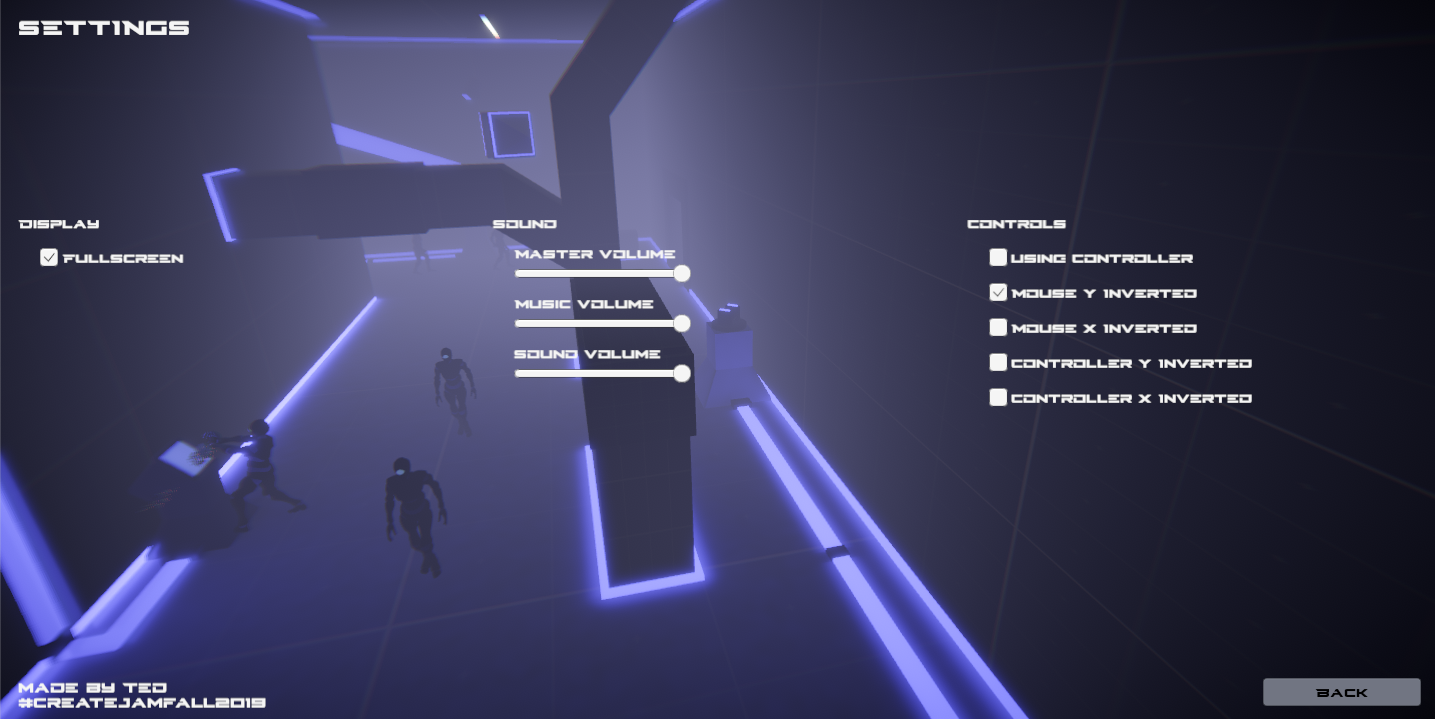 SETTINGS
DISPLAY
FULLSCREEN
SOUND
MASTER VOLUME
MUSIC VOLUME
SOUND VOLUME
CONTROLS
USING CONTROLLER
MOUSE Y INVERTED
MOUSE X INVERTED
CONTROLLER Y INVERTED
CONTROLLER X INVERTED
MADE BY TED
#CREATEJAMFALL2019
BACK